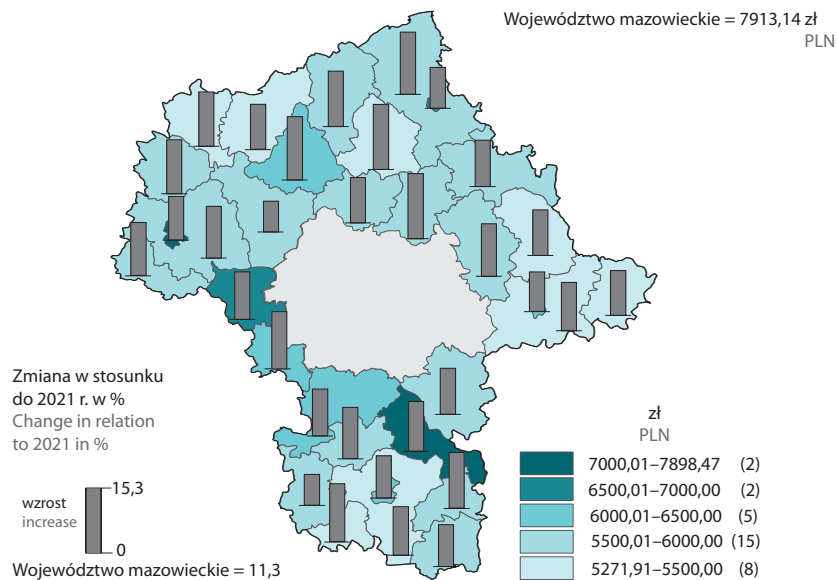 Województwo mazowieckie = 7913,14 zł
PLN
Zmiana w stosunku
do 2021 r. w %
Change in relation
to 2021 in %
wzrost
increase
15,3
0
Województwo mazowieckie = 11,3
zł
PLN
7000,01–7898,47 (2)
6500,01–7000,00 (2)
6000,01–6500,00 (5)
5500,01–6000,00 (15)
5271,91–5500,00 (8)